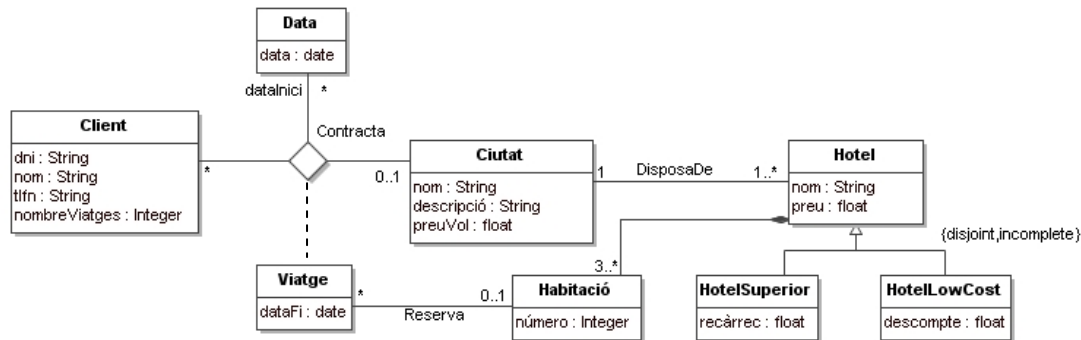 Data
data : date
dataInici
*
Contracta
Client
dni : String
nom : String
tlfn : String
nombreViatges : Integer
*
0..1
Ciutat
nom : String
descripció : String
preuVol : float
1
DisposaDe
1..*
Hotel
nom : String
preu : float
{disjoint,incomplete}
3..*
Viatge
dataFi : date
*
Reserva
0..1
Habitació
número : Integer
HotelSuperior
recàrrec : float
HotelLowCost
descompte : float